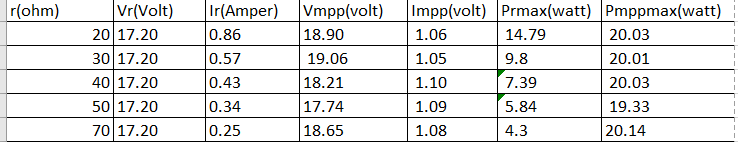 r(ohm) Vr(Volt) Ir(Amper) Vmpp(volt) Impp(volt) Prmax(watt) Pmppmax(watt)
20 17.20 0.86 18.90 1.06 14.79 20.03
30 17.20 0.57 19.06 1.05 9.8 20.01
40 17.20 0.43 18.21 1.10 7.39 20.03
50 17.20 0.34 17.74 1.09 5.84 19.33
70 17.20 0.25 18.65 1.08 4.3 20.14